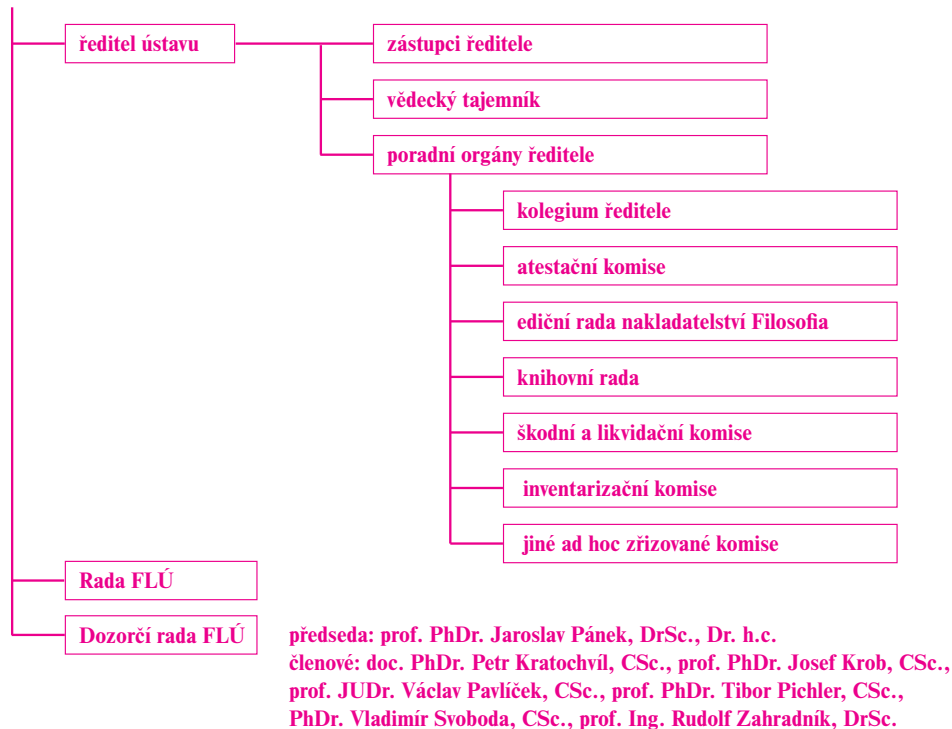 ředitel ústavu
zástupci ředitele
vědecký tajemník
poradní orgány ředitele
kolegium ředitele
atestační komise
ediční rada nakladatelství Filosofia
knihovní rada
škodní a likvidační komise
inventarizační komise
jiné ad hoc zřizované komise
Rada FLÚ
Dozorčí rada FLÚ
předseda: prof. PhDr. Jaroslav Pánek, DrSc., Dr. h.c.
členové: doc. PhDr. Petr Kratochvíl, CSc., prof. PhDr. Josef Krob, CSc.,
prof. JUDr. Václav Pavlíček, CSc., prof. PhDr. Tibor Pichler, CSc.,
PhDr. Vladimír Svoboda, CSc., prof. Ing. Rudolf Zahradník, DrSc.